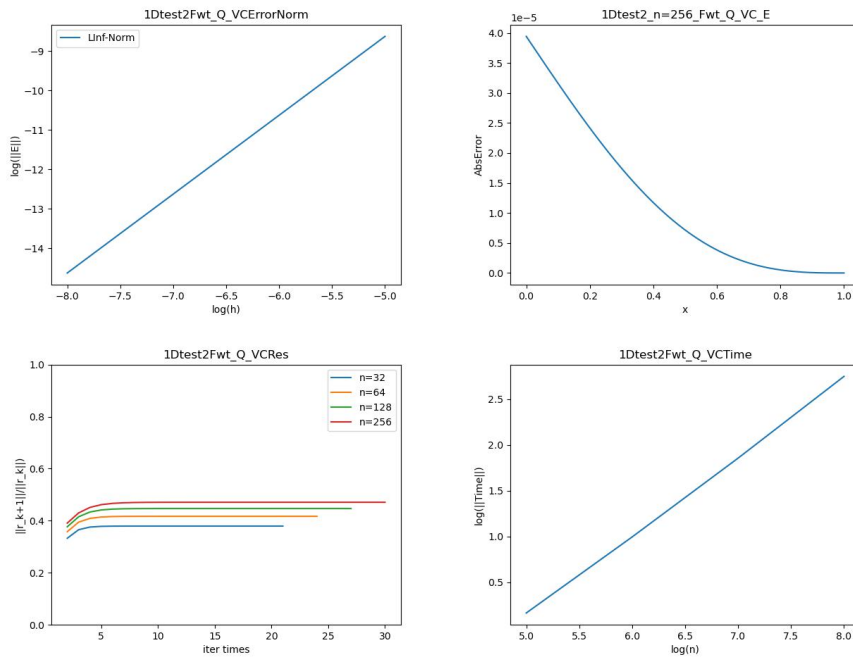 1Dtest2Fwt_Q_VCErrorNorm
LInf-Norm
−9
−10
−11
−12
−13
−14
log(||E||)
−8.0 −7.5 −7.0 −6.5 −6.0 −5.5 −5.0
log(h)
1Dtest2_n=256_Fwt_Q_VC_E
1e−5
4.0
3.5
3.0
2.5
2.0
1.5
1.0
0.5
0.0
AbsError
0.0 0.2 0.4 0.6 0.8 1.0
x
1Dtest2Fwt_Q_VCRes
n=32
n=64
n=128
n=256
1.0
0.8
0.6
0.4
0.2
0.0
||r_k+1||/||r_k||)
5 10 15 20 25 30
iter times
1Dtest2Fwt_Q_VCTime
2.5
2.0
1.5
1.0
0.5
log(||Time||)
5.0 5.5 6.0 6.5 7.0 7.5 8.0
log(n)